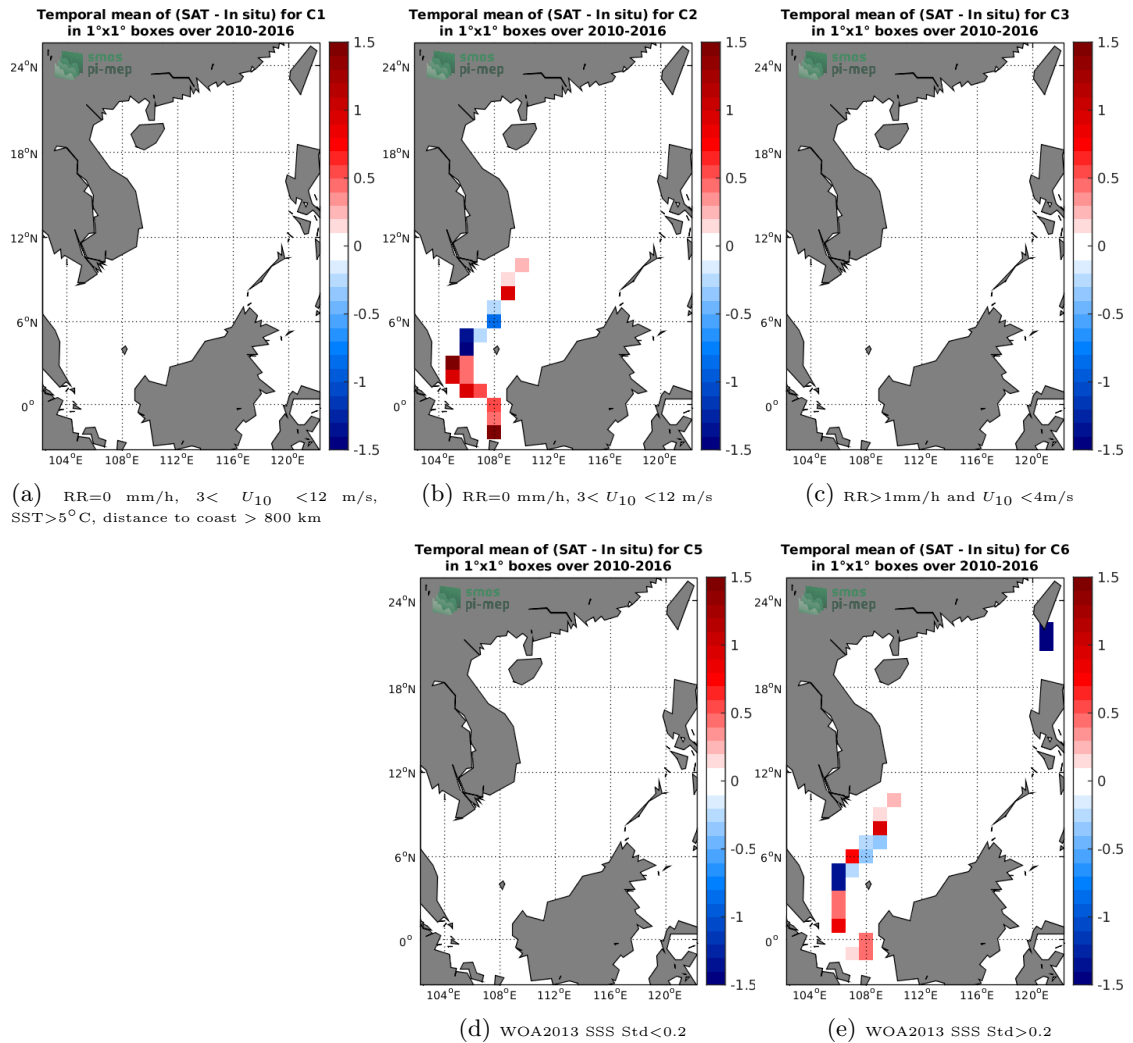 Temporal mean of (SAT - In situ) for C1
in 1°x1° boxes over 2010-2016
smos
pi-mep
24°N
18°N
12°N
6°N
0°
104°E
108°E
112°E
116°E
120°E
1.5
1
0.5
0
-0.5
-1
-1.5
(a) RR=0 mm/h, 3< U10 <12 m/s,
SST>5°C, distance to coast > 800 km
Temporal mean of (SAT - In situ) for C2
in 1°x1° boxes over 2010-2016
smos
pi-mep
24°N
18°N
12°N
6°N
0°
104°E
108°E
112°E
116°E
120°E
1.5
1
0.5
0
-0.5
-1
-1.5
(b) RR=0 mm/h, 3< U10 <12 m/s
Temporal mean of (SAT - In situ) for C3
in 1°x1° boxes over 2010-2016
smos
pi-mep
24°N
18°N
12°N
6°N
0°
104°E
108°E
112°E
116°E
120°E
1.5
1
0.5
0
-0.5
-1
-1.5
(c) RR>1mm/h and U10 <4m/s
Temporal mean of (SAT - In situ) for C5
in 1°x1° boxes over 2010-2016
smos
pi-mep
24°N
18°N
12°N
6°N
0°
104°E
108°E
112°E
116°E
120°E
1.5
1
0.5
0
-0.5
-1
-1.5
(d) WOA2013 SSS Std<0.2
Temporal mean of (SAT - In situ) for C6
in 1°x1° boxes over 2010-2016
smos
pi-mep
24°N
18°N
12°N
6°N
0°
104°E
108°E
112°E
116°E
120°E
1.5
1
0.5
0
-0.5
-1
-1.5
(e) WOA2013 SSS Std>0.2